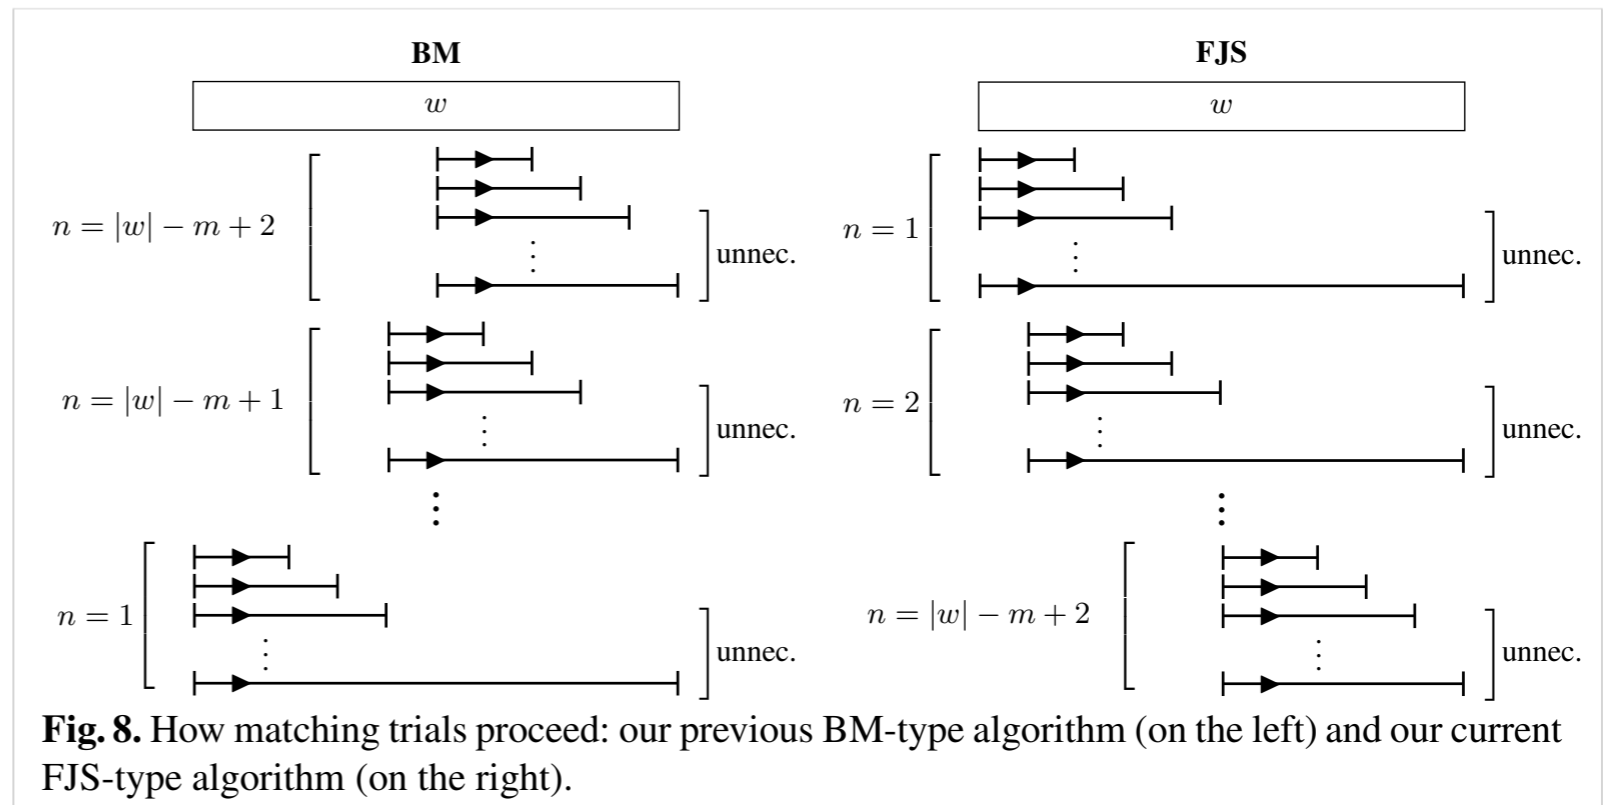 BM
w
n = |w| − m + 2
unnec.
n = |w| − m + 1
unnec.
n = 1
unnec.
FJS
w
n = 1
unnec.
n = 2
unnec.
n = |w| − m + 2
unnec.
Fig. 8. How matching trials proceed: our previous BM-type algorithm (on the left) and our current
FJS-type algorithm (on the right).